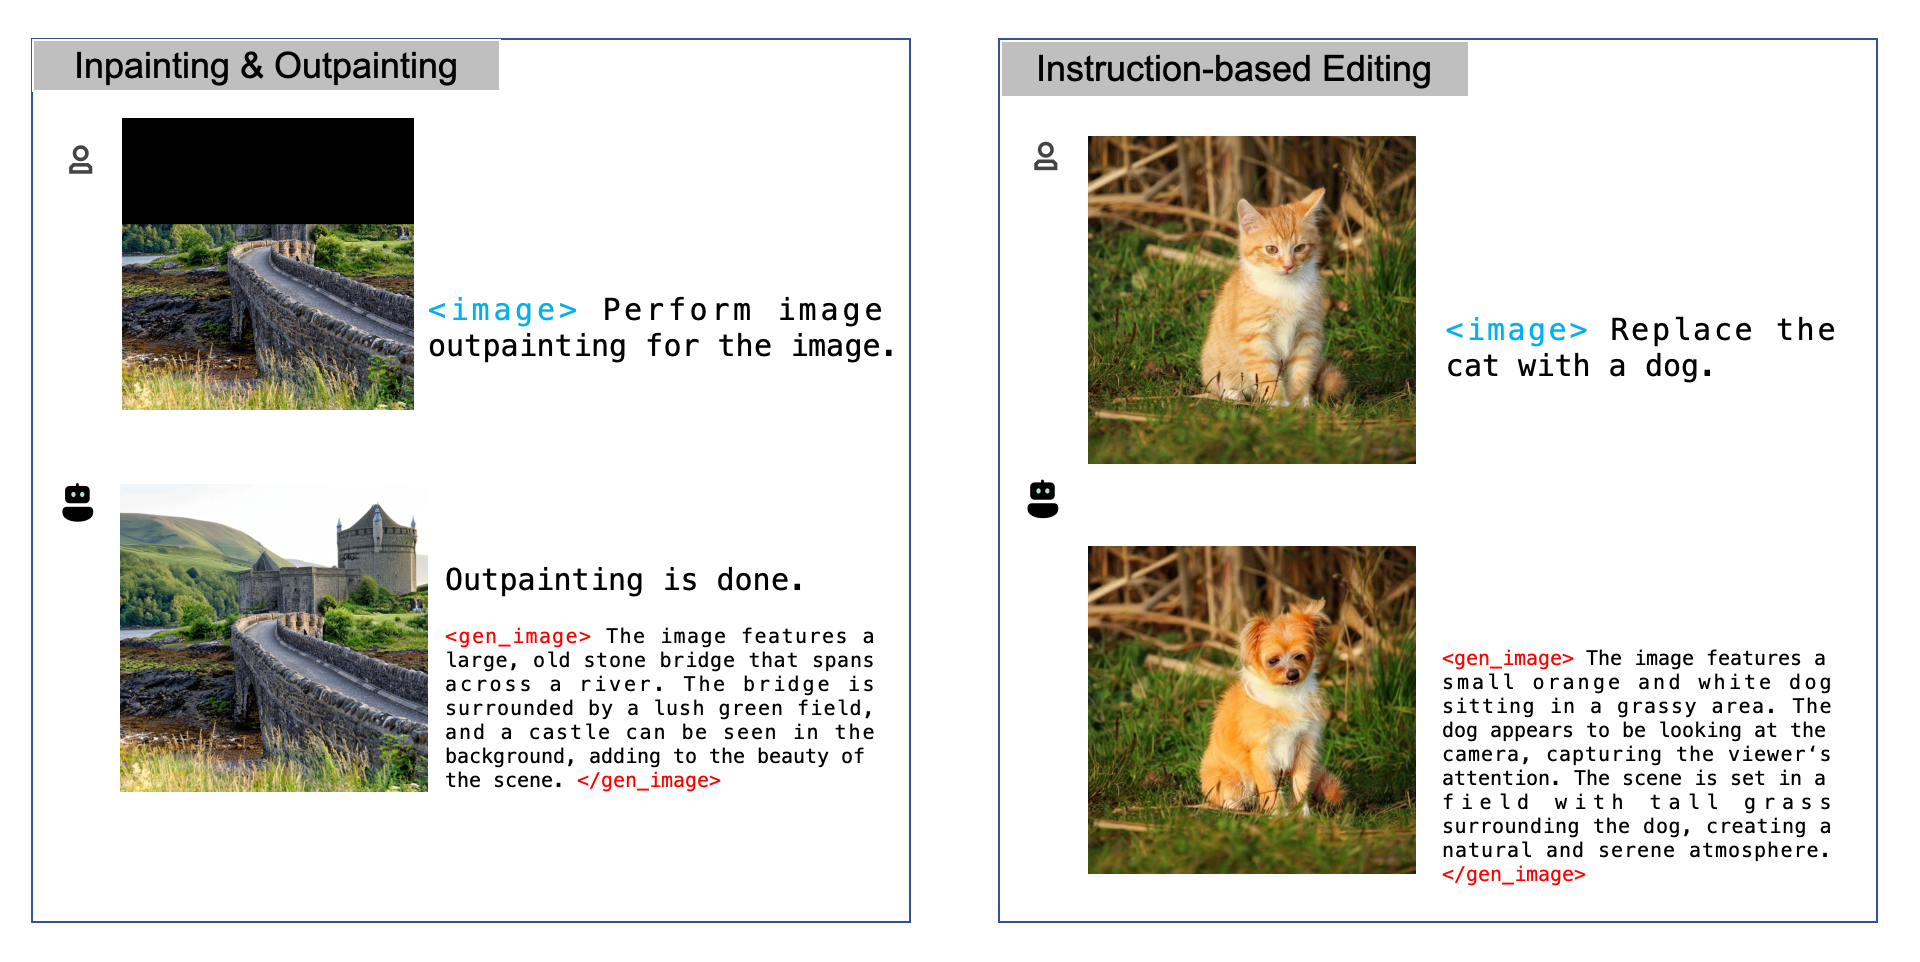 Inpainting & Outpainting
<image> Perform image
outpainting for the image.
Outpainting is done.
<gen_image> The image features a
large, old stone bridge that spans
across a river. The bridge is
surrounded by a lush green field,
and a castle can be seen in the
background, adding to the beauty of
the scene. </gen_image>
Instruction-based Editing
<image> Replace the
cat with a dog.
<gen_image> The image features a
small orange and white dog
sitting in a grassy area. The
dog appears to be looking at the
camera, capturing the viewer‘s
attention. The scene is set in a
field with tall grass
surrounding the dog, creating a
natural and serene atmosphere.
</gen_image>